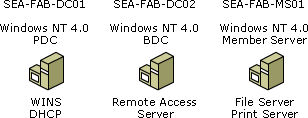 SEA-FAB-DC01
Windows NT 4.0
PDC
WINS
DHCP
SEA-FAB-DC02
Windows NT 4.0
BDC
Remote Access
Server
SEA-FAB-MS01
Windows NT 4.0
Member Server
File Server
Print Server